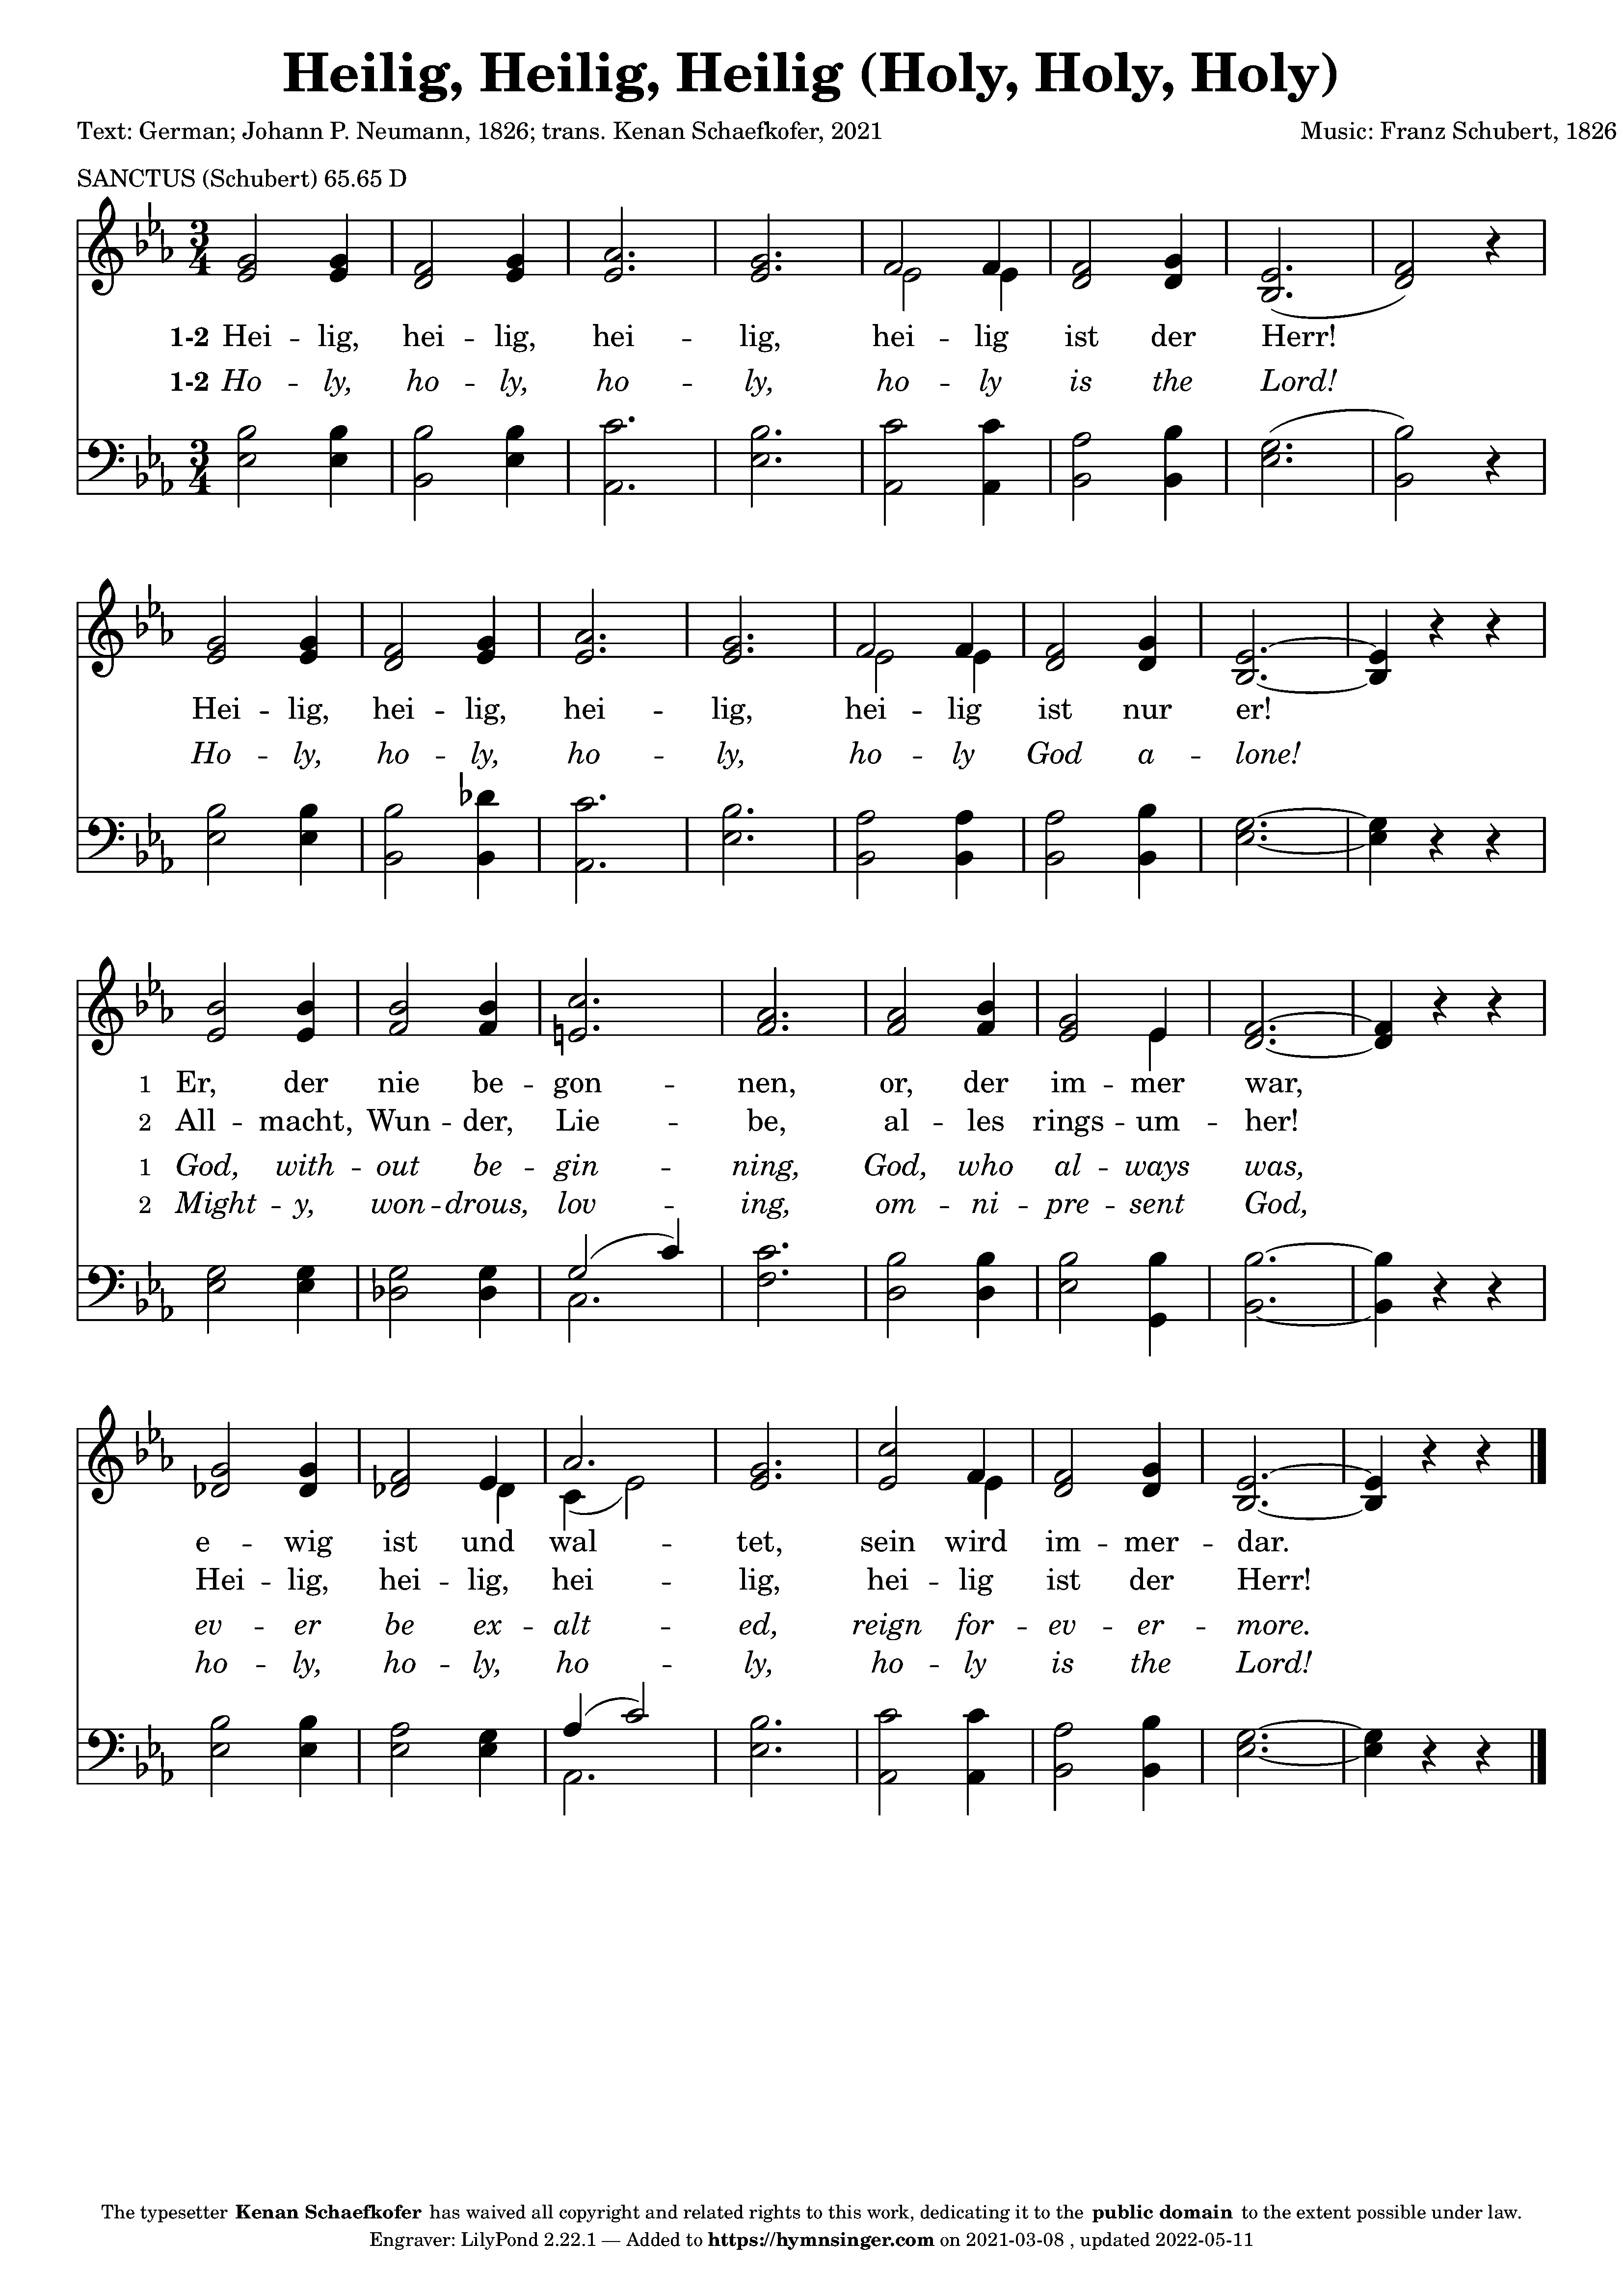 Heilig, Heilig, Heilig (Holy, Holy, Holy)
Text: German; Johann P. Neumann, 1826; trans. Kenan Schaefkofer, 2021
Music: Franz Schubert, 1826
SANCTUS (Schubert) 65.65 D
3 4
1-2 Hei - lig, hei - lig, hei - lig, hei - lig ist der Herr!
1-2 Ho - ly, ho - ly, ho - ly, ho - ly is the Lord!
3 4
Hei - lig, hei - lig, hei - lig, hei - lig ist nur er!
Ho - ly, ho - ly, ho - ly, ho - ly God a - lone!
1 Er, der nie be - gon - nen, or, der im - mer war,
2 All - macht, Wun - der, Lie - be, al - les rings - um - her!
1 God, with - out be - gin - ning, God, who al - ways was,
2 Might - y, won - drous, lov - ing, om - ni - pre - sent God,
e - wig ist und wal - tet, sein wird im - mer - dar.
Hei - lig, hei - lig, hei - lig, hei - lig ist der Herr!
ev - er be ex - alt - ed, reign for - ev - er - more.
ho - ly, ho - ly, ho - ly, ho - ly is the Lord!
The typesetter Kenan Schaefkofer has waived all copyright and related rights to this work, dedicating it to the public domain to the extent possible under law.
Engraver: LilyPond 2.22.1 — Added to https://hymnsinger.com on 2021-03-08 , updated 2022-05-11